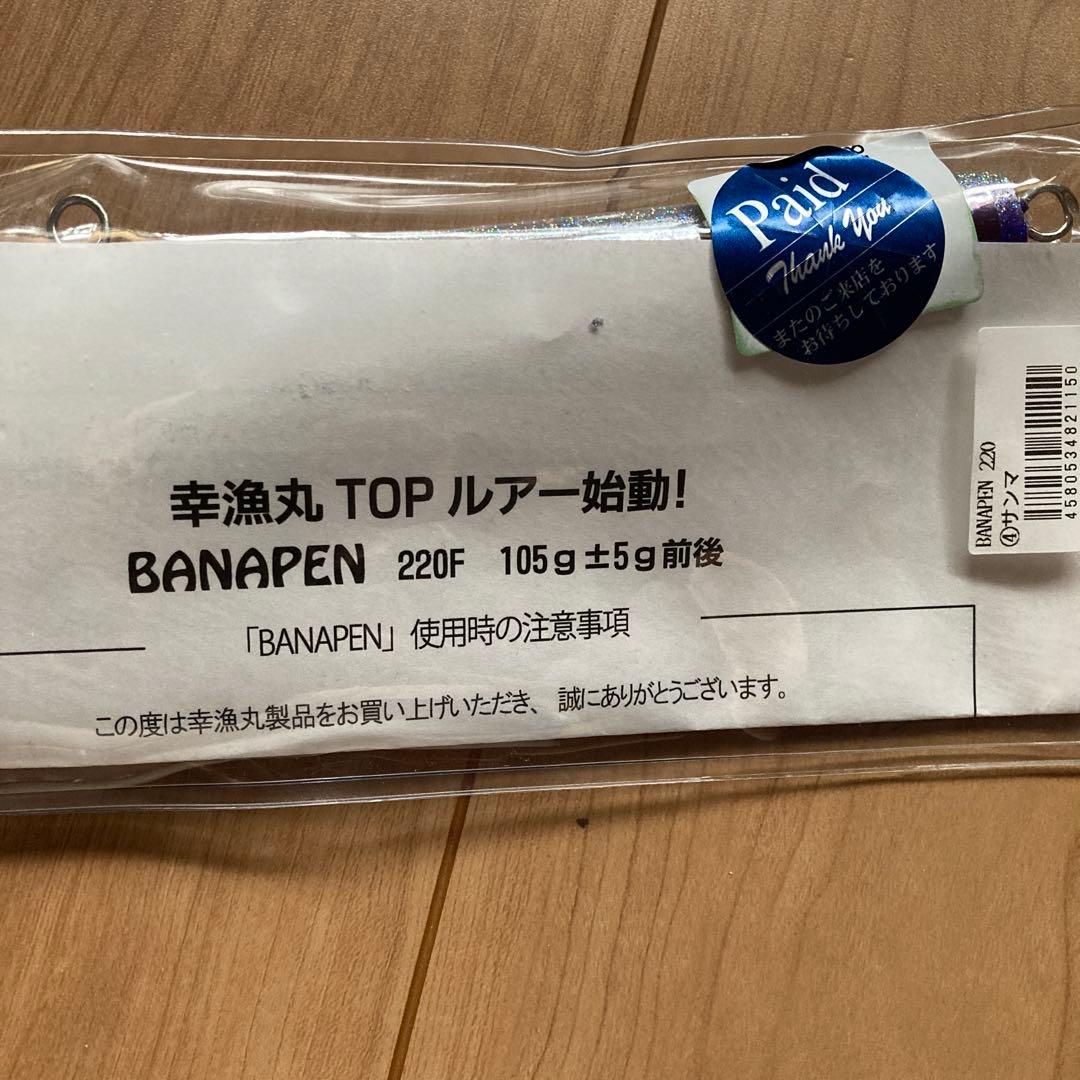 Paid
Thank You
またのご来店を
お待ちしております
BANAPEN 220
④サンマ
4580534821150
幸漁丸 TOP ルアー始動!
BANAPEN 220F 105g±5g前後
「BANAPEN」使用時の注意事項
この度は幸漁丸製品をお買い上げいただき、誠にありがとうございます。